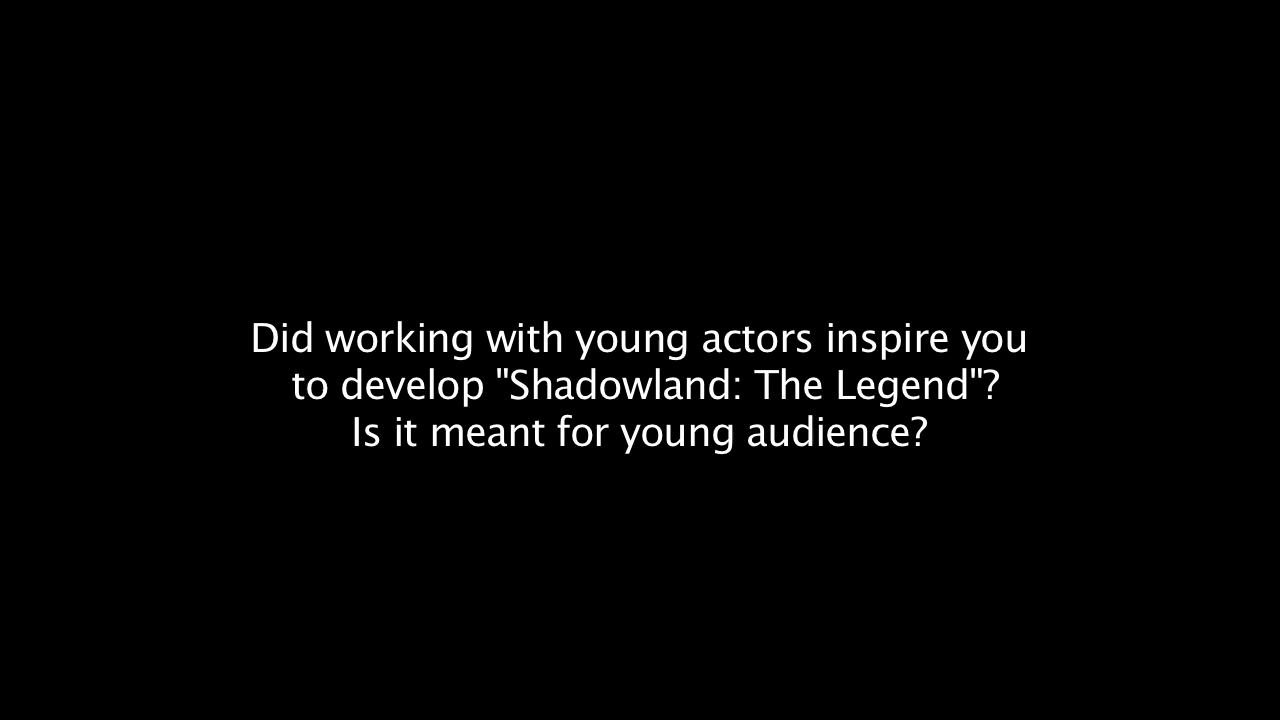 Did working with young actors inspire you
to develop "Shadowland: The Legend"?
Is it meant for young audience?